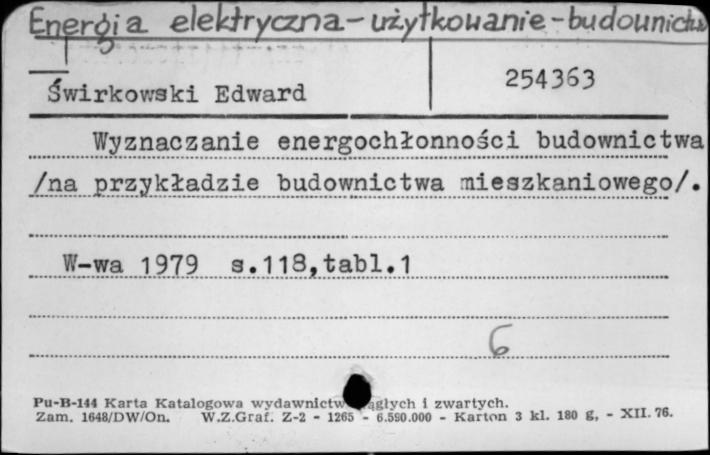 Energia elektryczna - użytkowanie - budownictw
254363
Świrkowski Edward
Wyznaczanie energochłonności budownictwa
/na przykładzie budownictwa mieszkaniowego/.
W-wa 1979 s.118,tabl.1
6
Pu-B-144 Karta Katalogowa wydawnictw ągłych i zwartych.
Zam. 1648/DW/On. W.Z.Graf. Z-2 - 1265 - 6.590.000 - Karton 3 kl. 180 g, - XII. 76.